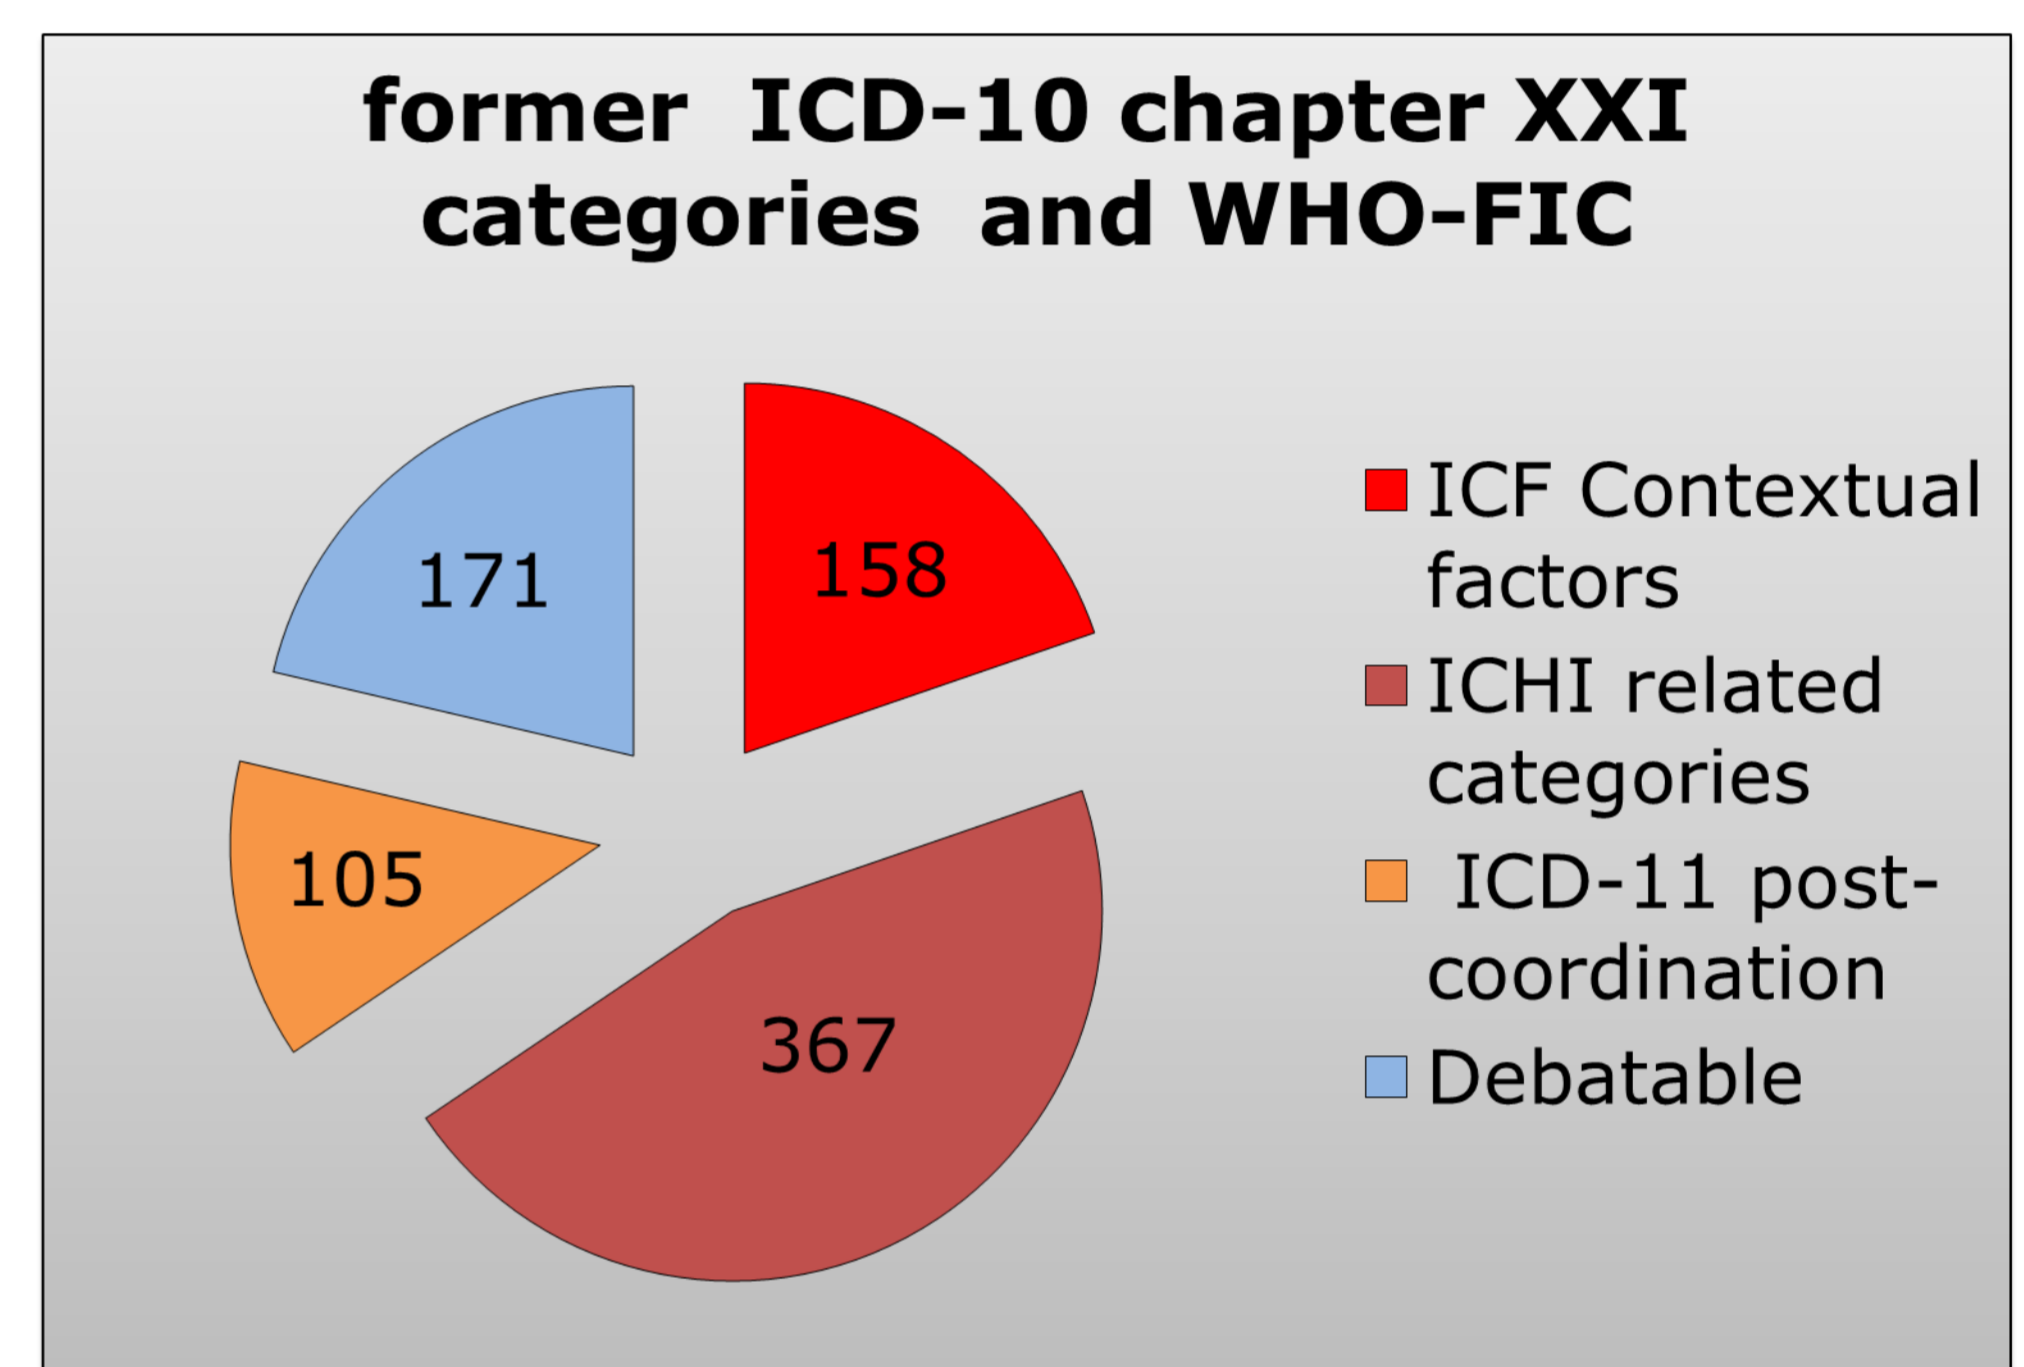 former ICD-10 chapter XXI
categories and WHO-FIC
171
158
105
367
ICF Contextual
factors
ICHI related
categories
ICD-11 post-
coordination
Debatable